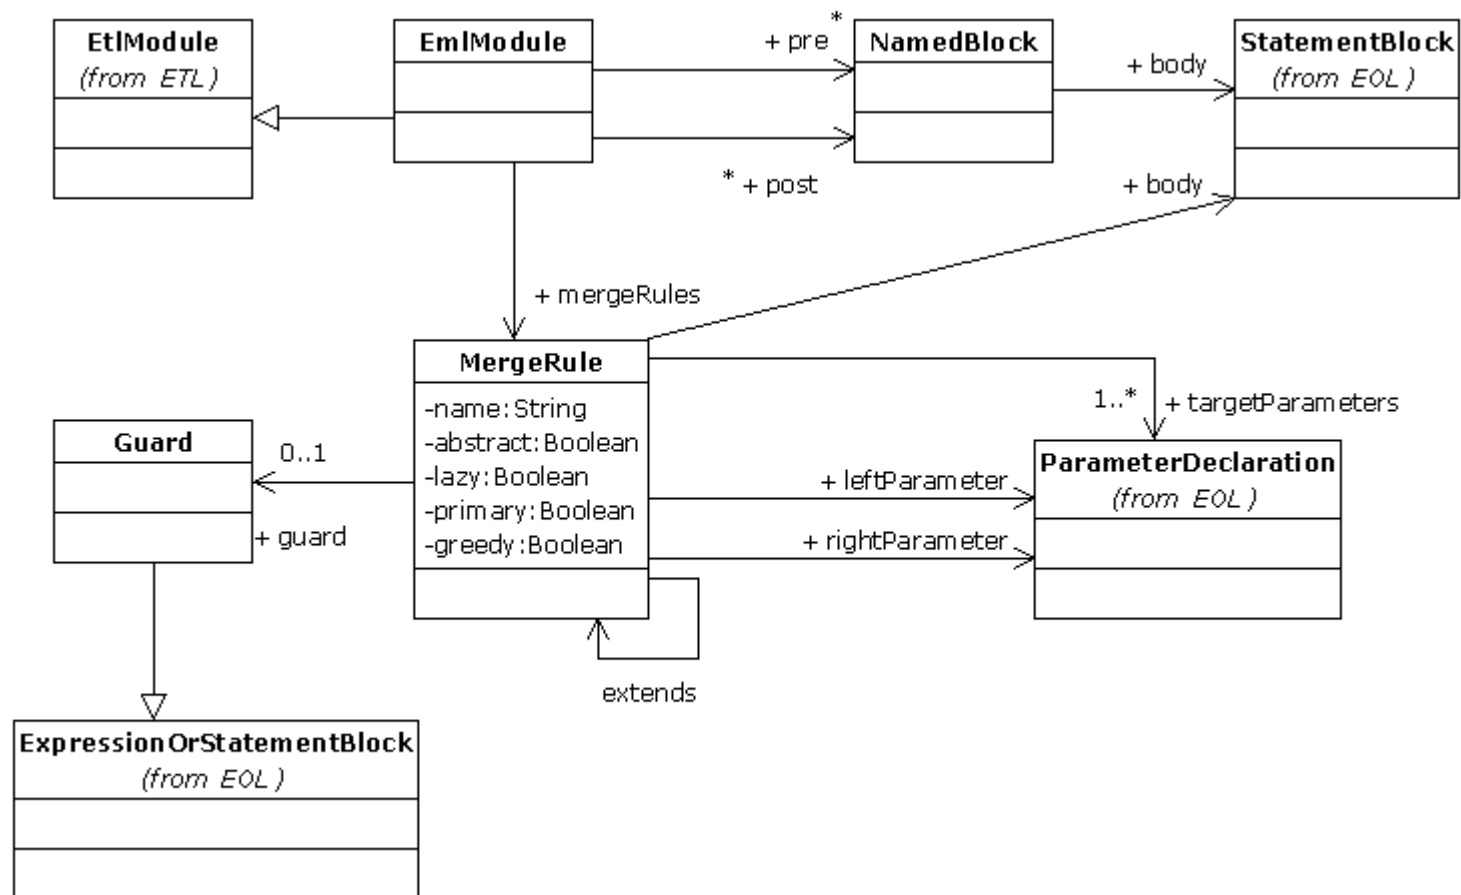 EtlModule
(from ETL)
EmlModule
+ pre
*
NamedBlock
StatementBlock
(from EOL)
+ body
* + post
+ body
+ mergeRules
MergeRule
-name:String
-abstract:Boolean
-lazy:Boolean
-primary:Boolean
-greedy:Boolean
Guard
0..1
+ guard
1..*
+ targetParameters
ParameterDeclaration
(from EOL)
+ leftParameter
+ rightParameter
extends
ExpressionOrStatementBlock
(from EOL)